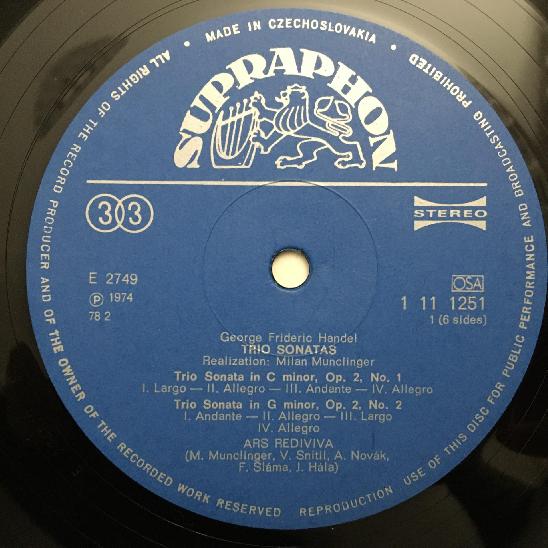 MADE IN CZECHOSLOVAKIA • ALL RIGHTS OF THE RECORD PRODUCER AND OF THE OWNER OF THE RECORDED WORK RESERVED REPRODUCTION USE OF THIS DISC FOR PUBLIC PERFORMANCE AND BROADCASTING PROHIBITED •
SUPRAPHON
33
STEREO
E 2749
OSA
Ⓟ 1974
1 11 1251
78 2
1 (6 sides)
George Frideric Handel
TRIO SONATAS
Realization: Milan Munclinger
Trio Sonata in C minor, Op. 2, No. 1
I. Largo — II. Allegro — III. Andante — IV. Allegro
Trio Sonata in G minor, Op. 2, No. 2
I. Andante — II. Allegro — III. Largo
IV. Allegro
ARS REDIVIVA
(M. Munclinger, V. Snítil, A. Novák,
F. Sláma, J. Hála)